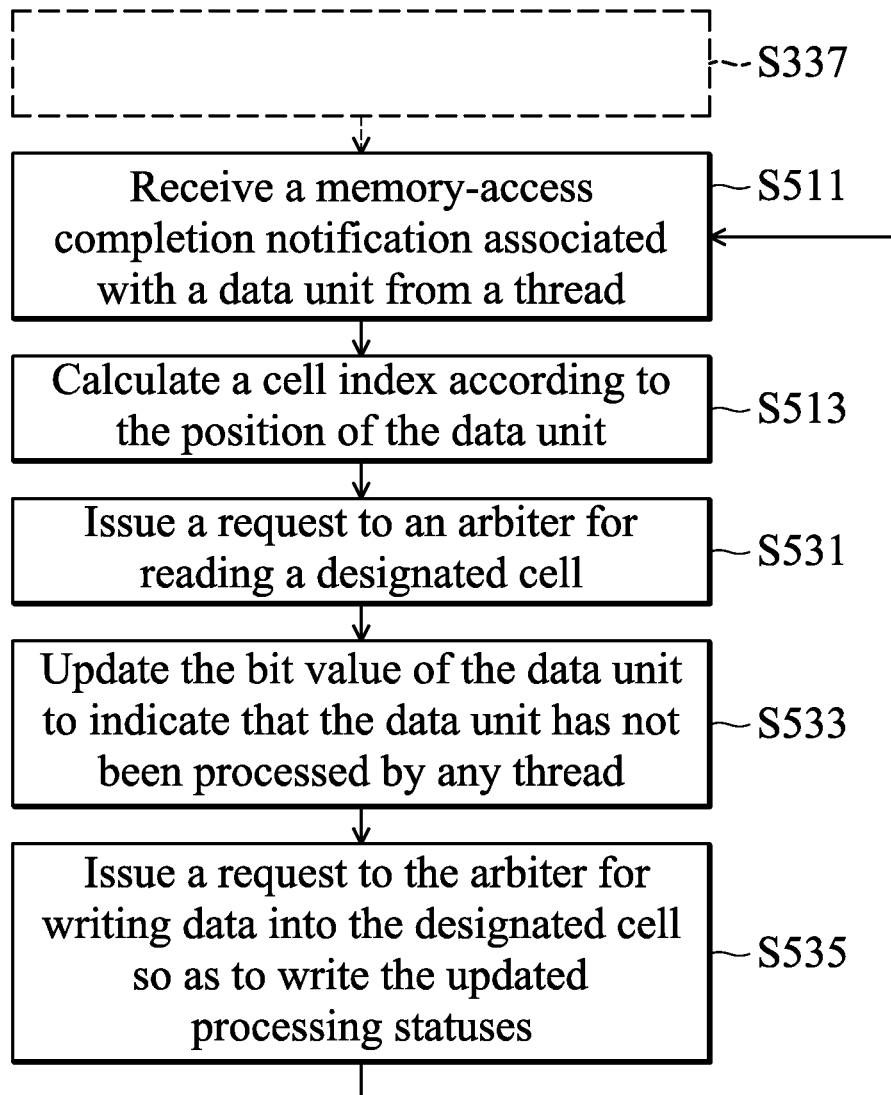 S337
Receive a memory-access
completion notification associated
with a data unit from a thread
S511
Calculate a cell index according to
the position of the data unit
S513
Issue a request to an arbiter for
reading a designated cell
S531
Update the bit value of the data unit
to indicate that the data unit has not
been processed by any thread
S533
Issue a request to the arbiter for
writing data into the designated cell
so as to write the updated
processing statuses
S535